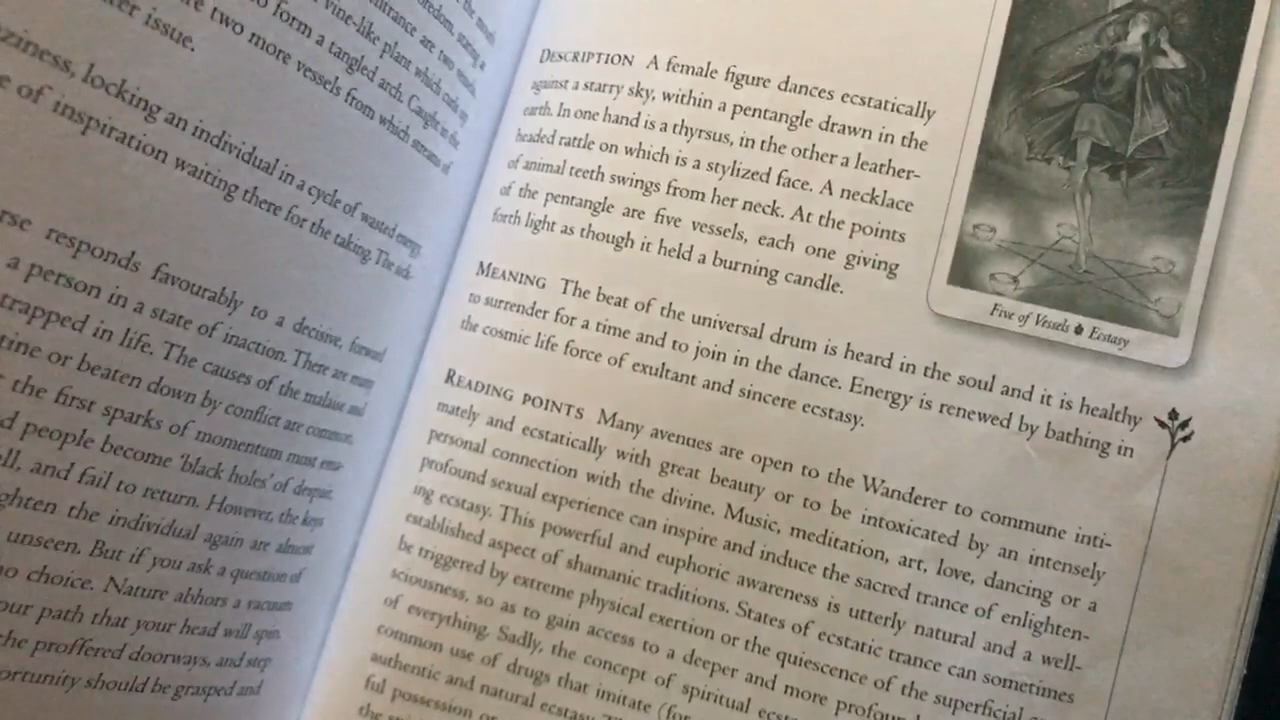 the mouth
oredom, starting a
ntrance are two vessels
vine-like plant which curls up
o form a tangled arch. Caught in the
re two more vessels from which streams of
er issue.
ziness, locking an individual in a cycle of wasted energy
e of inspiration waiting there for the taking. The
rse responds favourably to a decisive, forward
a person in a state of inaction. There are many
trapped in life. The causes of the malaise and
tine or beaten down by conflict are common.
the first sparks of momentum must
d people become 'black holes' of despair,
ll, and fail to return. However, the keys
ghten the individual again are almost
unseen. But if you ask a question of
no choice. Nature abhors a vacuum
our path that your head will spin.
he proffered doorways, and step
ortunity should be grasped and
DESCRIPTION A female figure dances ecstatically
against a starry sky, within a pentangle drawn in the
earth. In one hand is a thyrsus, in the other a leather-
headed rattle on which is a stylized face. A necklace
of animal teeth swings from her neck. At the points
of the pentangle are five vessels, each one giving
forth light as though it held a burning candle.
Five of Vessels Ecstasy
MEANING The beat of the universal drum is heard in the soul and it is healthy
to surrender for a time and to join in the dance. Energy is renewed by bathing in
the cosmic life force of exultant and sincere ecstasy.
READING POINTS Many avenues are open to the Wanderer to commune inti-
mately and ecstatically with great beauty or to be intoxicated by an intensely
personal connection with the divine. Music, meditation, art, love, dancing or a
profound sexual experience can inspire and induce the sacred trance of enlighten-
ing ecstasy. This powerful and euphoric awareness is utterly natural and a well-
established aspect of shamanic traditions. States of ecstatic trance can sometimes
be triggered by extreme physical exertion or the quiescence of the superficial
sciousness, so as to gain access to a deeper and more profou
of everything. Sadly, the concept of spiritual ecst
common use of drugs that imitate (for
authentic and natural ecstasy.
ful possession o